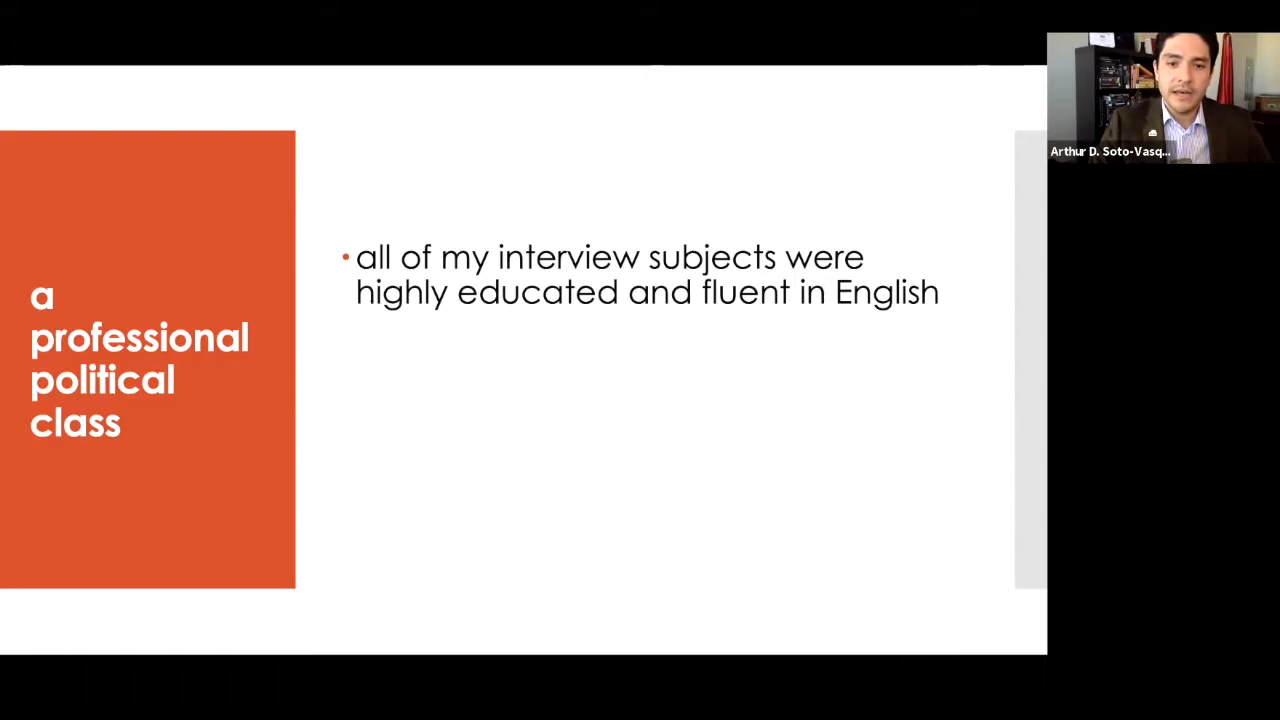 a
professional
political
class
• all of my interview subjects were
highly educated and fluent in English
Arthur D. Soto-Vasq...